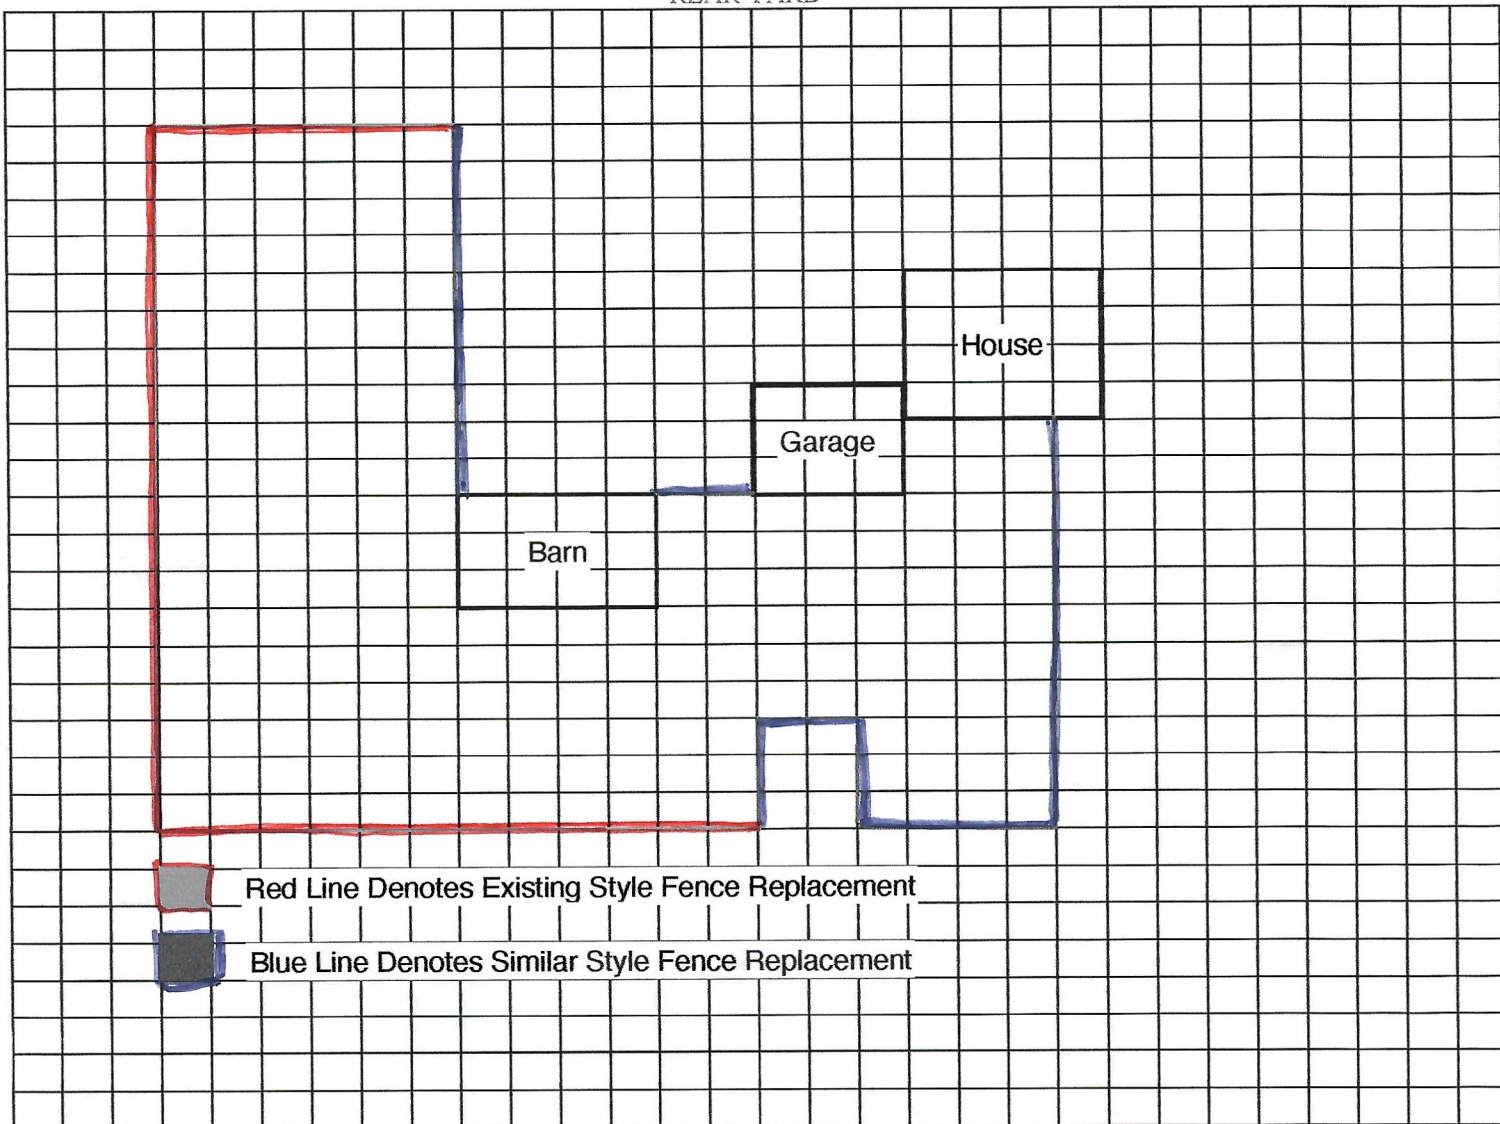 House
Garage
Barn
Red Line Denotes Existing Style Fence Replacement
Blue Line Denotes Similar Style Fence Replacement